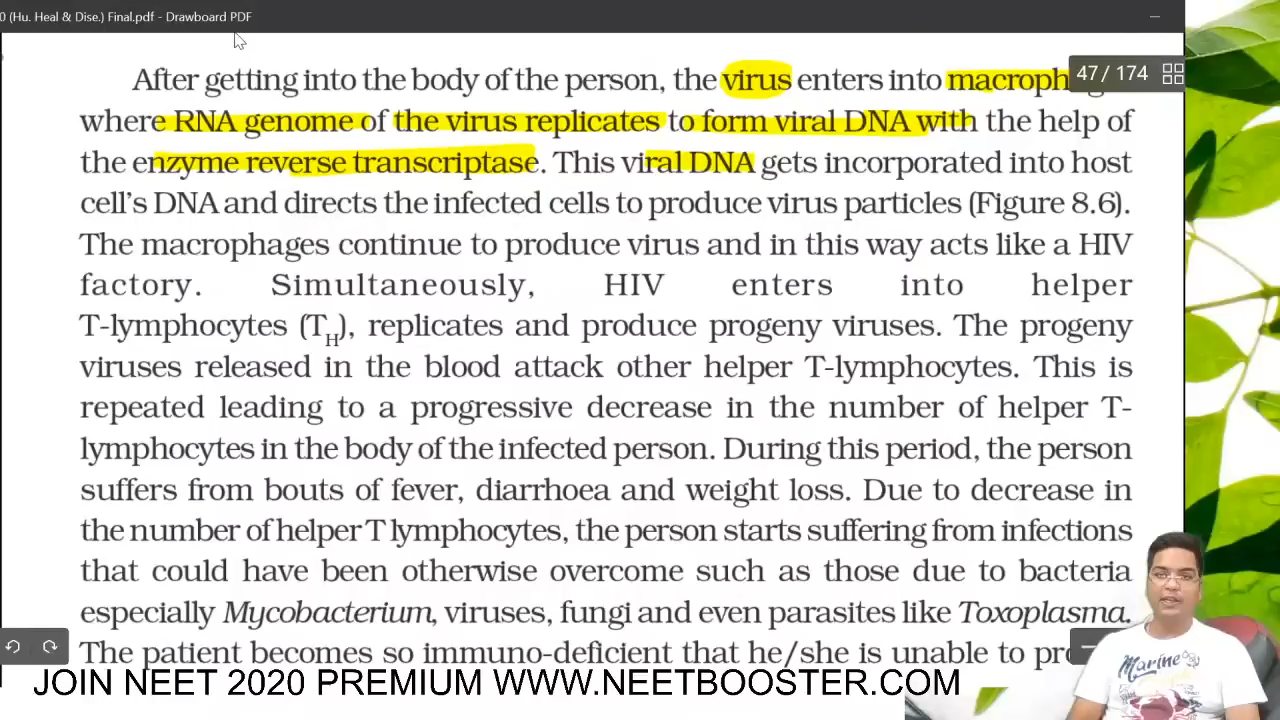 0 (Hu. Heal & Dise.) Final.pdf - Drawboard PDF
47 / 174
After getting into the body of the person, the virus enters into
where RNA genome of the virus replicates to form viral DNA with the help of
the enzyme reverse transcriptase. This viral DNA gets incorporated into host
cell's DNA and directs the infected cells to produce virus particles (Figure 8.6).
The macrophages continue to produce virus and in this way acts like a HIV
factory. Simultaneously, HIV enters into helper
T-lymphocytes (TH), replicates and produce progeny viruses. The progeny
viruses released in the blood attack other helper T-lymphocytes. This is
repeated leading to a progressive decrease in the number of helper T-
lymphocytes in the body of the infected person. During this period, the person
suffers from bouts of fever, diarrhoea and weight loss. Due to decrease in
the number of helper T lymphocytes, the person starts suffering from infections
that could have been otherwise overcome such as those due to bacteria
especially Mycobacterium, viruses, fungi and even parasites like Toxoplasma.
The patient becomes so immuno-deficient that he/she is unable to
JOIN NEET 2020 PREMIUM WWW.NEETBOOSTER.COM
Marine